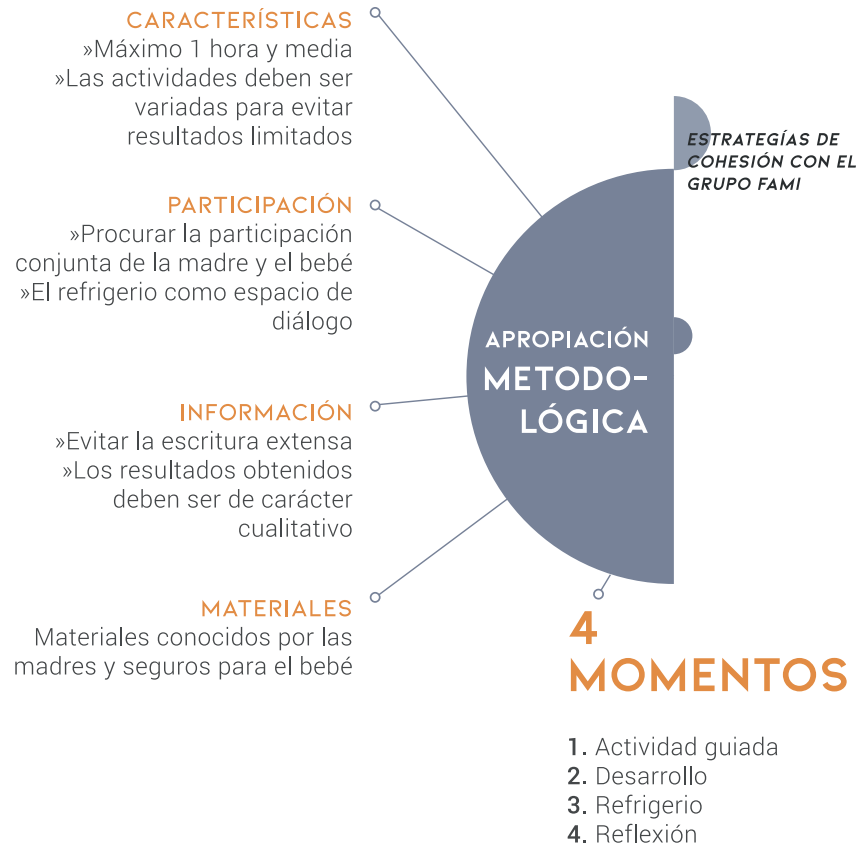 CARACTERÍSTICAS
»Máximo 1 hora y media
»Las actividades deben ser
variadas para evitar
resultados limitados
PARTICIPACIÓN
»Procurar la participación
conjunta de la madre y el bebé
»El refrigerio como espacio de
diálogo
INFORMACIÓN
»Evitar la escritura extensa
»Los resultados obtenidos
deben ser de carácter
cualitativo
MATERIALES
Materiales conocidos por las
madres y seguros para el bebé
ESTRATEGÍAS DE
COHESIÓN CON EL
GRUPO FAMI
APROPIACIÓN
METODO-
LÓGICA
4
MOMENTOS
1. Actividad guiada
2. Desarrollo
3. Refrigerio
4. Reflexión